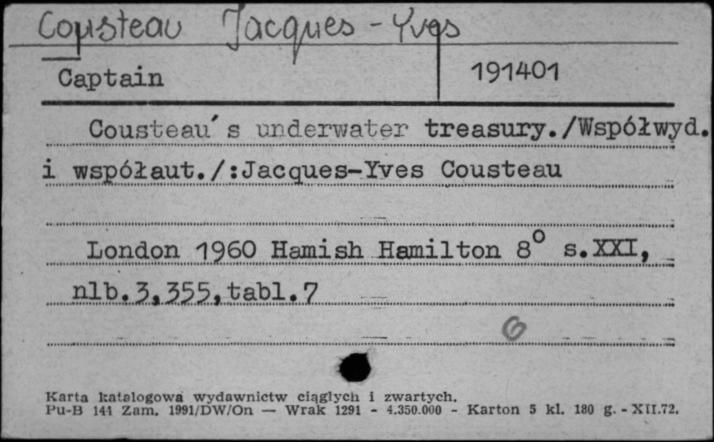 Cousteau Jacques-Yves
Captain 191401
Cousteau's underwater treasury./Współwyd.
i współaut./:Jacques-Yves Cousteau
London 1960 Hamish Hamilton 8° s.XXI,
nlb.3,355,tabl.7
G
Karta katalogowa wydawnictw ciągłych i zwartych.
Pu-B 141 Zam. 1991/DW/On — Wrak 1291 - 4.350.000 - Karton 5 kl. 180 g. - XII.72.